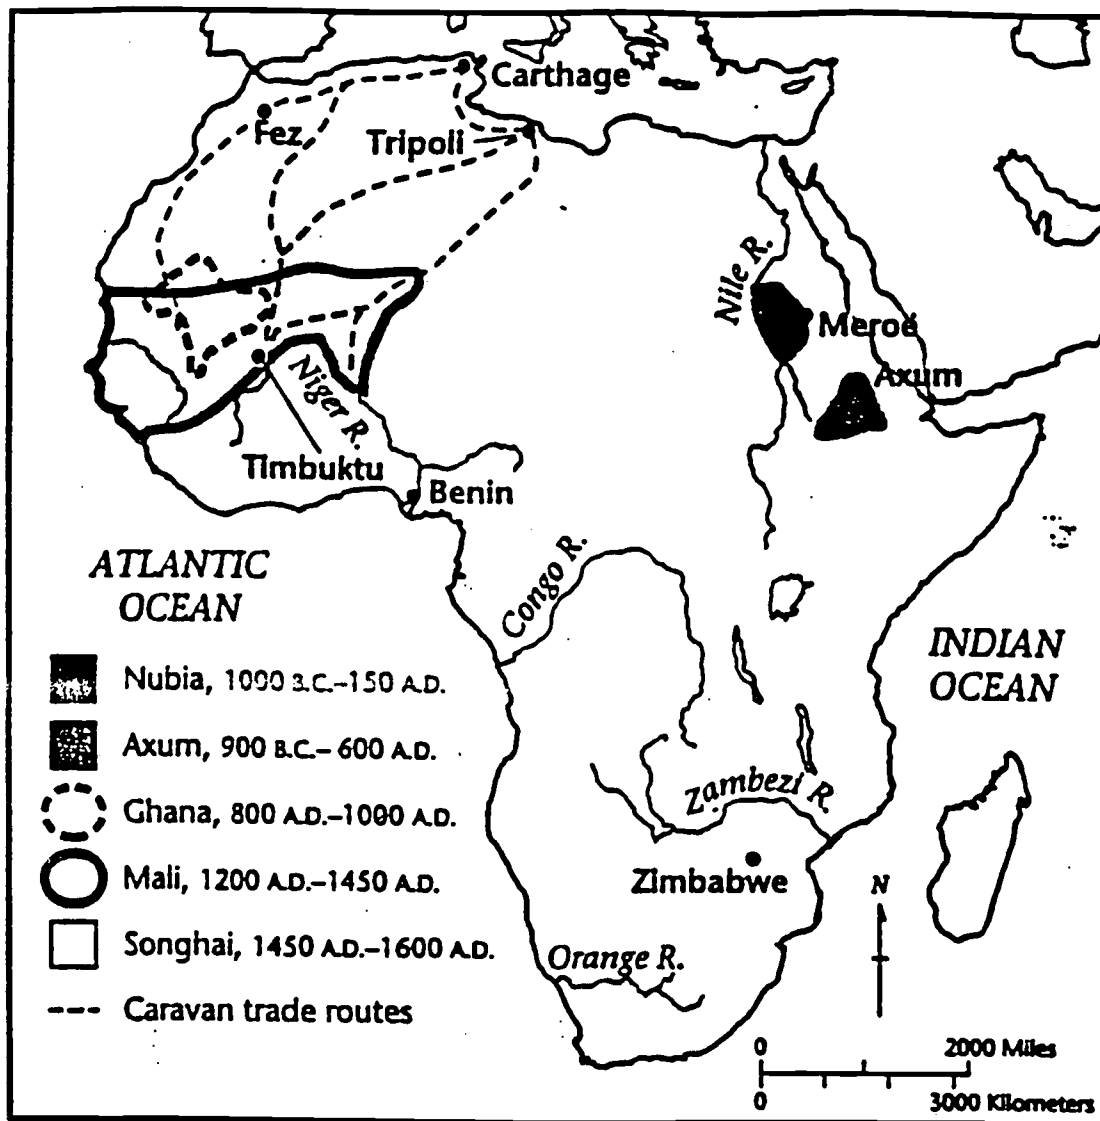 Carthage
Fez
Tripoli
Nile R.
Meroé
Axum
Niger R.
Timbuktu
Benin
ATLANTIC
OCEAN
Congo R.
INDIAN
OCEAN
Nubia, 1000 B.C.–150 A.D.
Axum, 900 B.C.–600 A.D.
Ghana, 800 A.D.–1000 A.D.
Zambezi R.
Mali, 1200 A.D.–1450 A.D.
Zimbabwe
N
Songhai, 1450 A.D.–1600 A.D.
Orange R.
Caravan trade routes
0 2000 Miles
0 3000 Kilometers